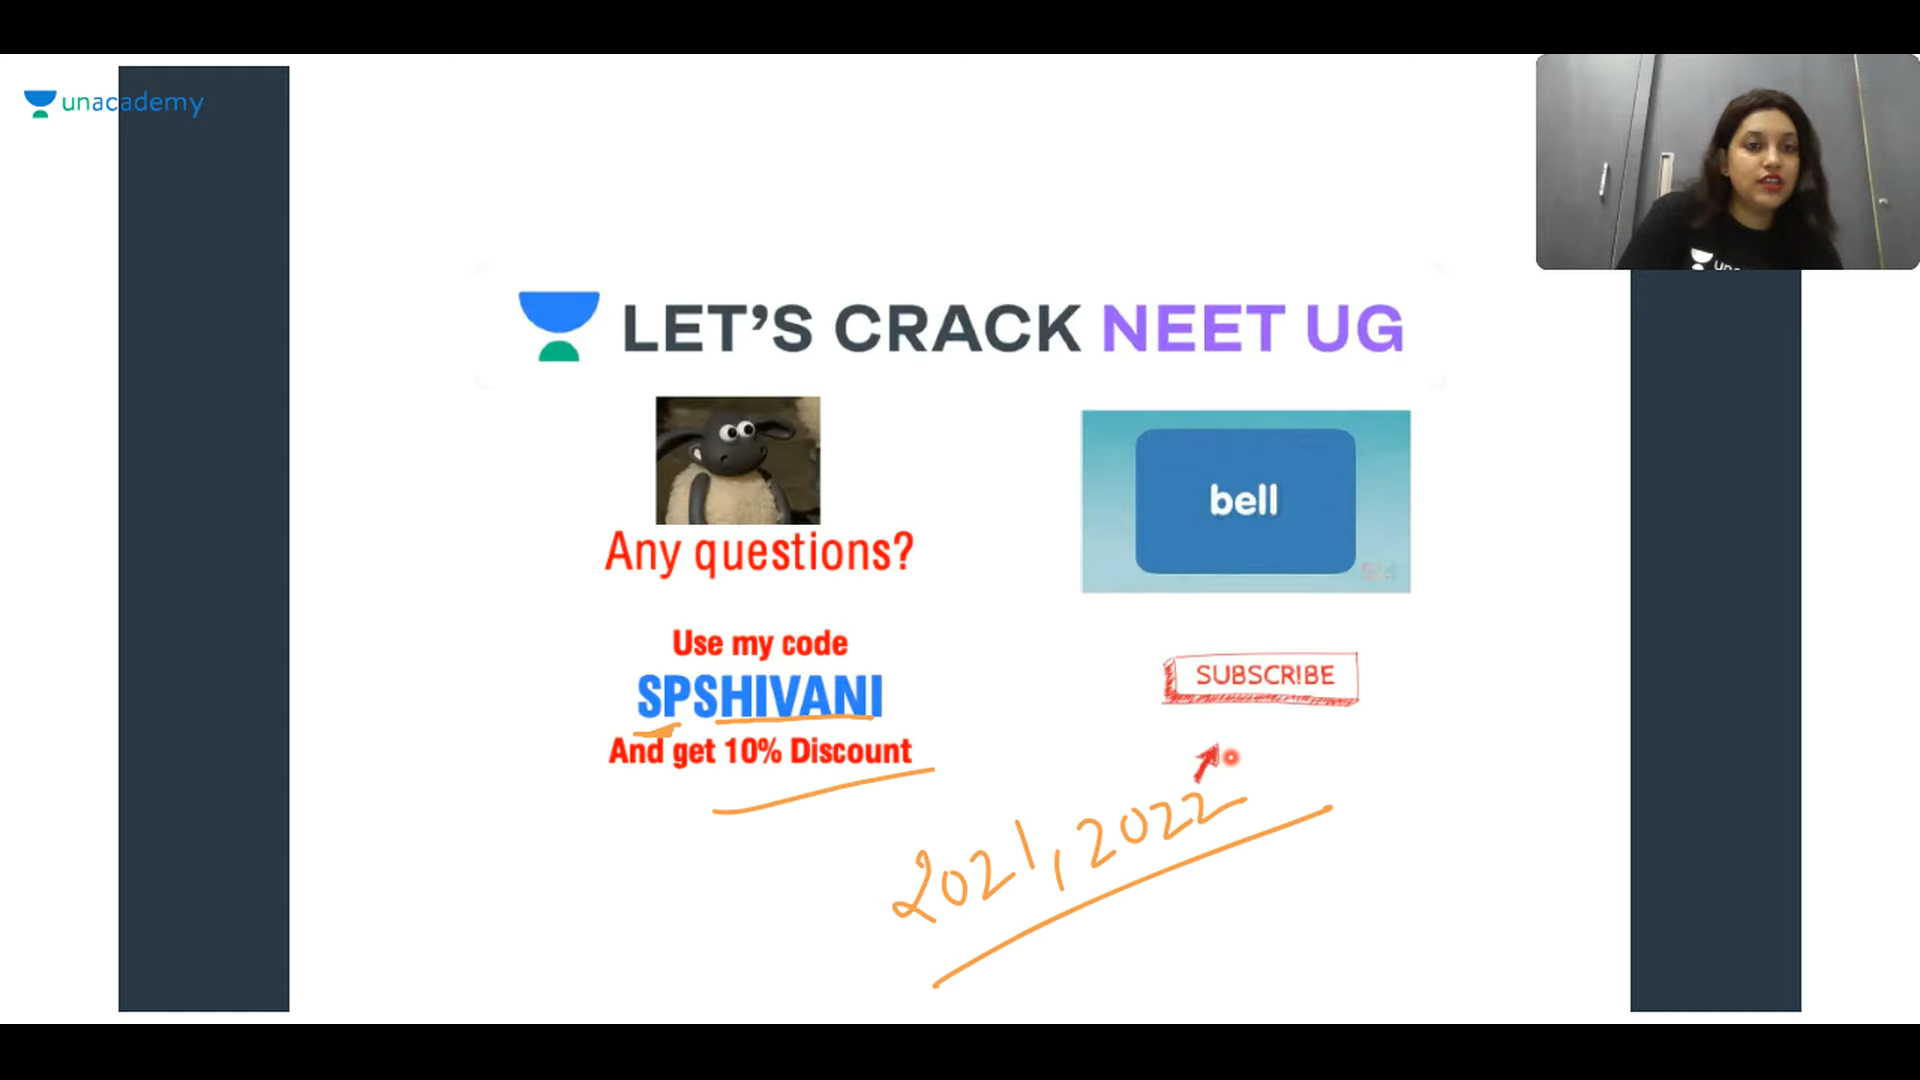 unacademy
LET'S CRACK NEET UG
bell
Any questions?
Use my code
SPSHIVANI
And get 10% Discount
SUBSCRIBE
2021, 2022